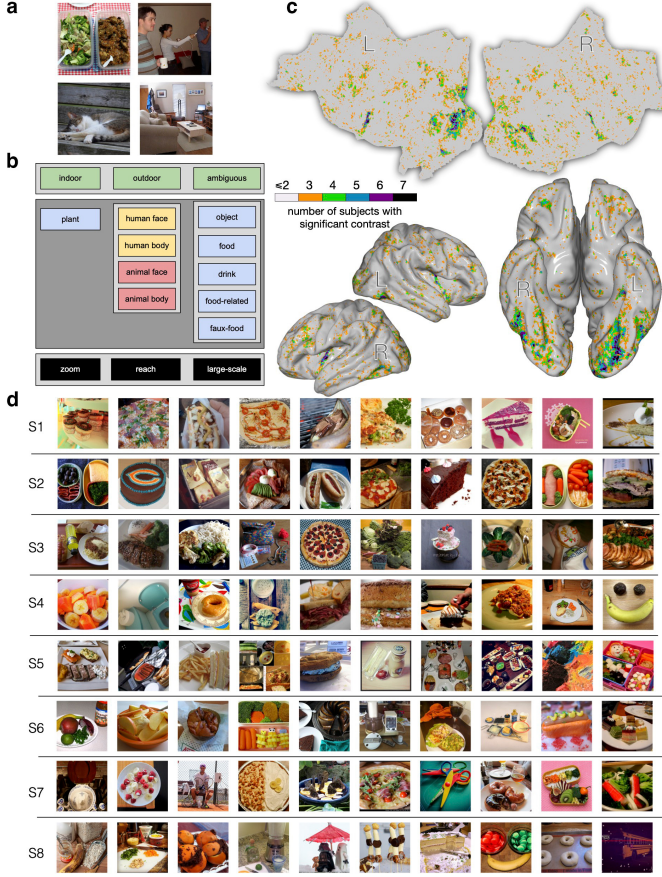 a
c
L
R
b
indoor
outdoor
ambiguous
plant
human face
human body
animal face
animal body
object
food
drink
food-related
faux-food
zoom
reach
large-scale
≤2
3
4
5
6
7
number of subjects with
significant contrast
L
R
R
L
d
S1
S2
S3
S4
S5
S6
S7
S8